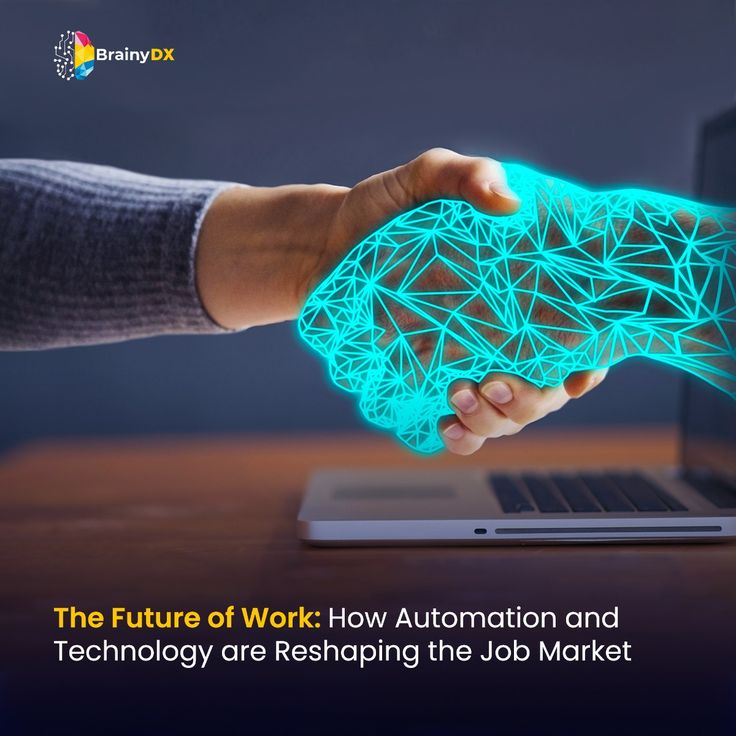 BrainyDX
The Future of Work: How Automation and
Technology are Reshaping the Job Market